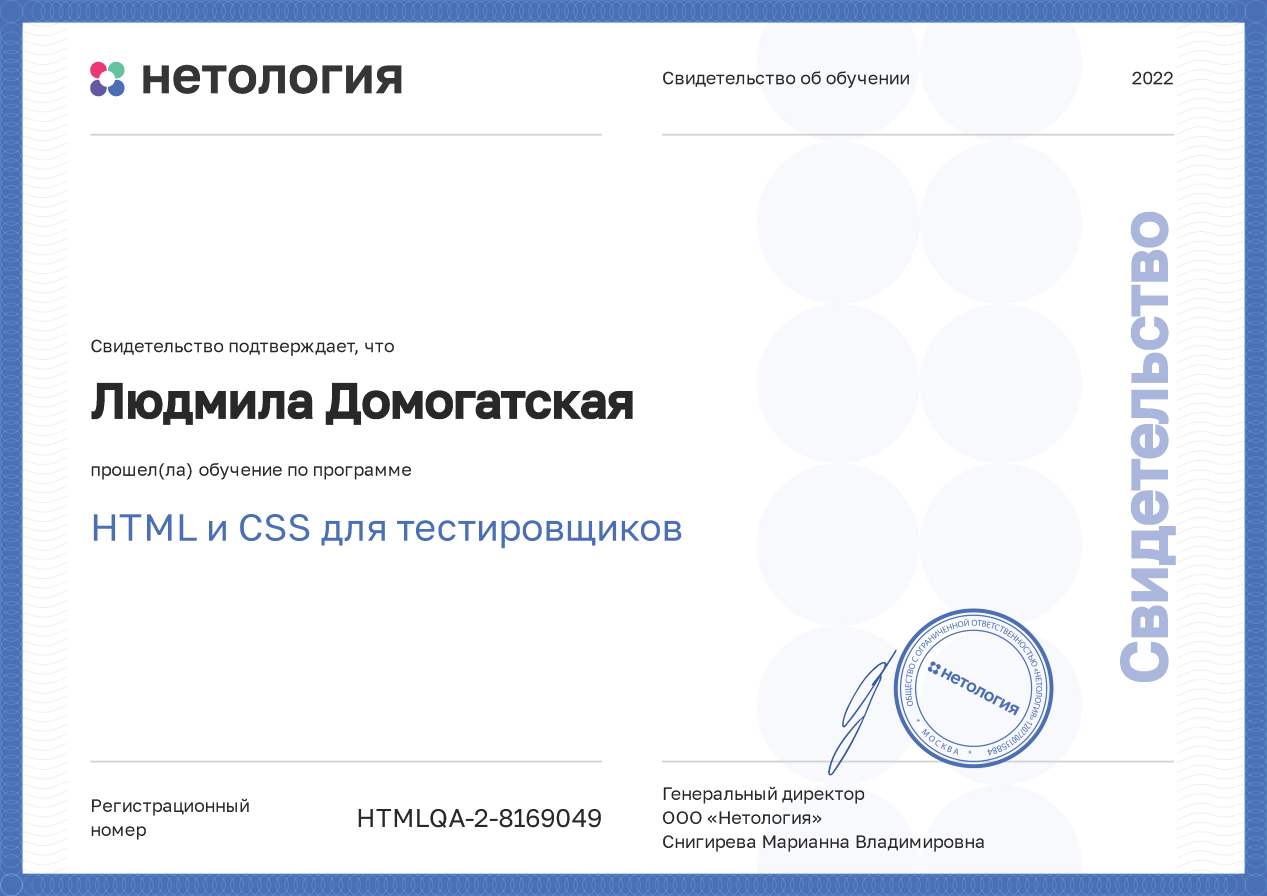 нетология
Свидетельство об обучении
2022
Свидетельство подтверждает, что
Людмила Домогатская
прошел(ла) обучение по программе
HTML и CSS для тестировщиков
Свидетельство
ОБЩЕСТВО С ОГРАНИЧЕННОЙ ОТВЕТСТВЕННОСТЬЮ «НЕТОЛОГИЯ» 1207700135884
* МОСКВА *
нетология
Регистрационный
номер
HTMLQA-2-8169049
Генеральный директор
ООО «Нетология»
Снигирева Марианна Владимировна